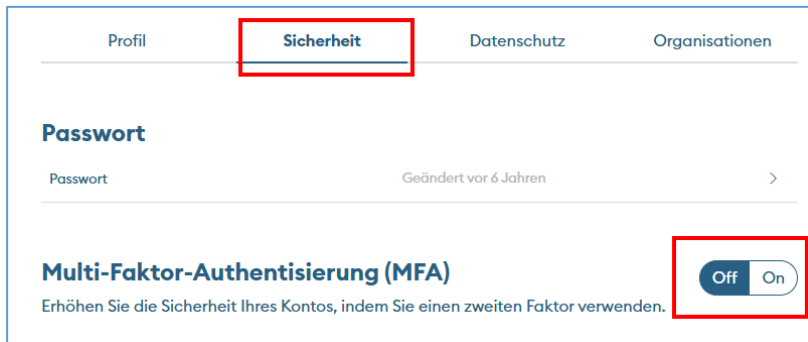 Profil Sicherheit Datenschutz Organisationen
Passwort
Passwort Geändert vor 6 Jahren
Multi-Faktor-Authentisierung (MFA)
Off On
Erhöhen Sie die Sicherheit Ihres Kontos, indem Sie einen zweiten Faktor verwenden.